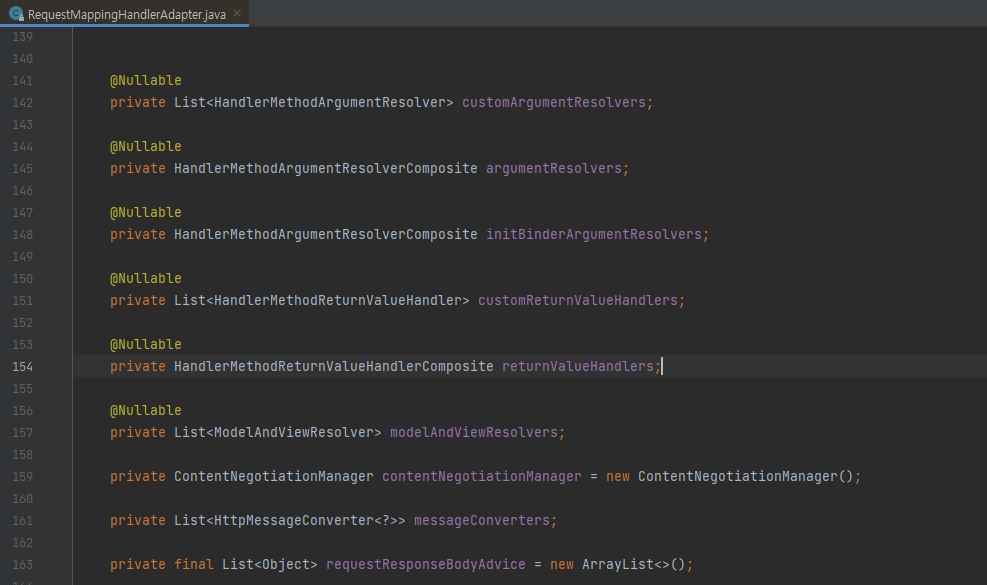 RequestMappingHandlerAdapter.java
139
140
141 @Nullable
142 private List<HandlerMethodArgumentResolver> customArgumentResolvers;
143
144 @Nullable
145 private HandlerMethodArgumentResolverComposite argumentResolvers;
146
147 @Nullable
148 private HandlerMethodArgumentResolverComposite initBinderArgumentResolvers;
149
150 @Nullable
151 private List<HandlerMethodReturnValueHandler> customReturnValueHandlers;
152
153 @Nullable
154 private HandlerMethodReturnValueHandlerComposite returnValueHandlers;
155
156 @Nullable
157 private List<ModelAndViewResolver> modelAndViewResolvers;
158
159 private ContentNegotiationManager contentNegotiationManager = new ContentNegotiationManager();
160
161 private List<HttpMessageConverter<?>> messageConverters;
162
163 private final List<Object> requestResponseBodyAdvice = new ArrayList<>();